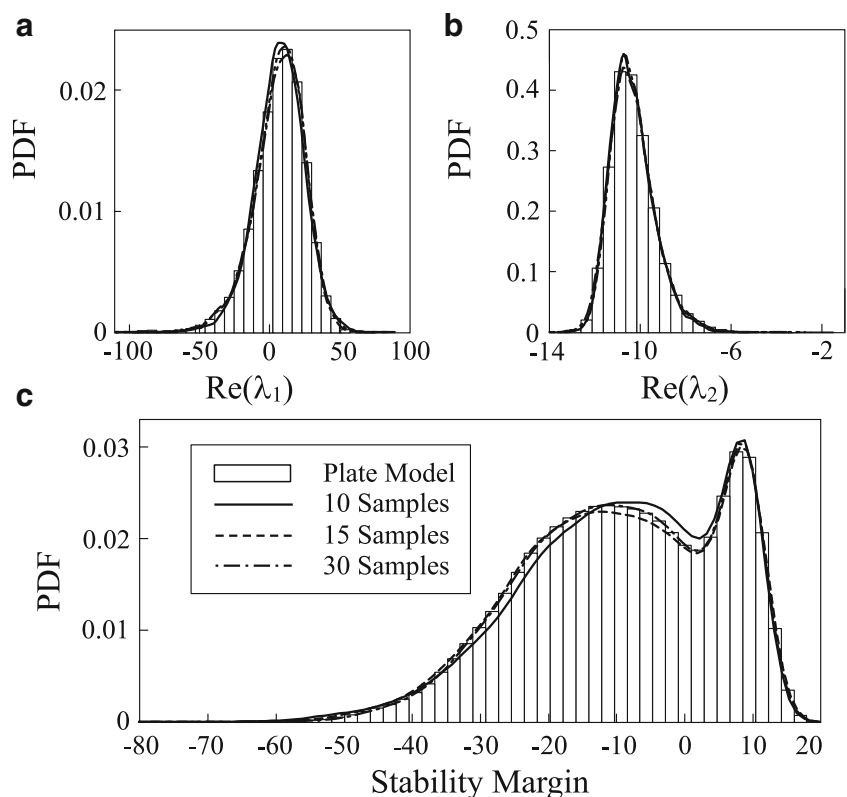 a
PDF
0.02
0.01
0
-100
-50
0
50
100
Re(λ₁)
b
PDF
0.5
0.4
0.3
0.2
0.1
0
-14
-10
-6
-2
Re(λ₂)
c
PDF
0.03
0.02
0.01
0
Plate Model
10 Samples
15 Samples
30 Samples
-80
-70
-60
-50
-40
-30
-20
-10
0
10
20
Stability Margin